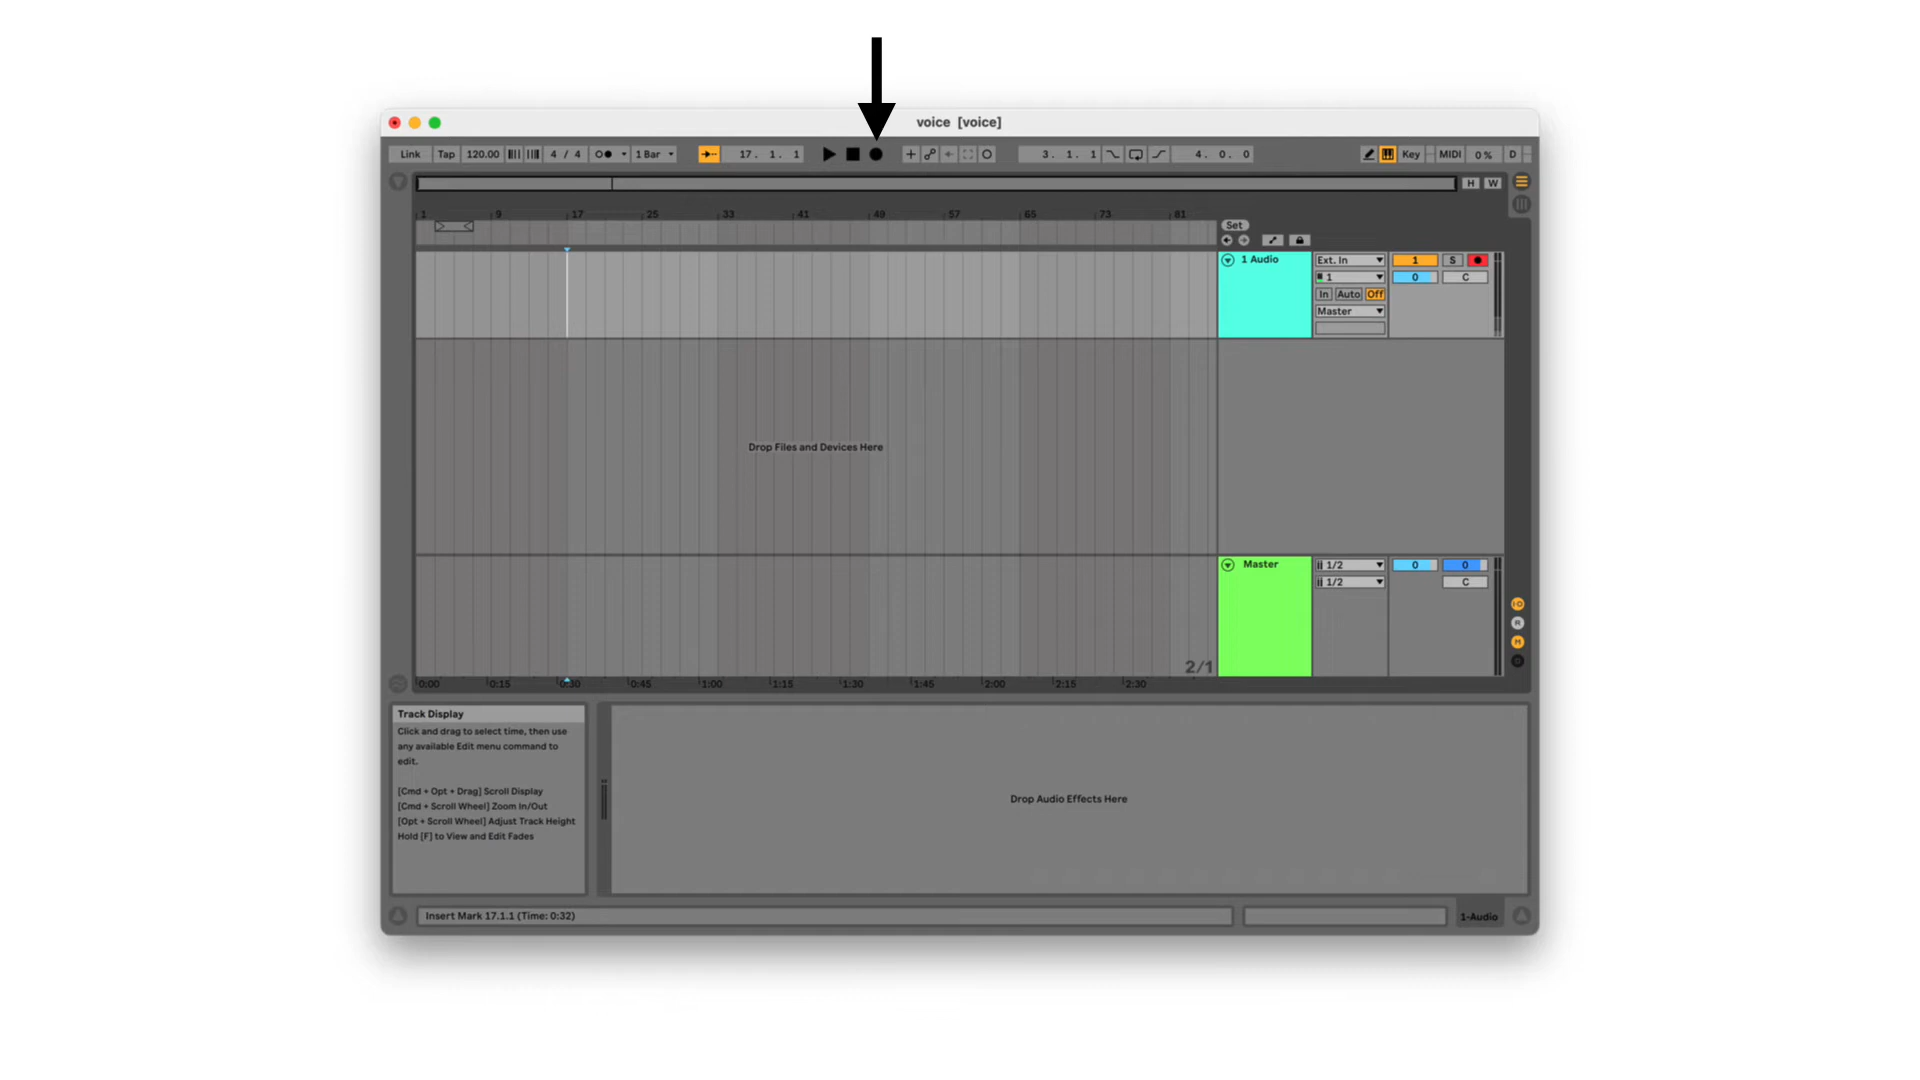 voice [voice]
Link Tap 120.00 4 / 4 1 Bar 17. 1. 1 3. 1. 1 4. 0. 0 Key MIDI 0 % D
H W
1 9 17 25 33 41 49 57 65 73 81
Set
1 Audio Ext. In 1 S
1 0 C
In Auto Off
Master
Drop Files and Devices Here
Master 1/2 0 0
1/2 C
2/1
0:00 0:15 0:30 0:45 1:00 1:15 1:30 1:45 2:00 2:15 2:30
IO
R
M
D
Track Display
Click and drag to select time, then use
any available Edit menu command to
edit.
[Cmd + Opt + Drag] Scroll Display
[Cmd + Scroll Wheel] Zoom In/Out
[Opt + Scroll Wheel] Adjust Track Height
Hold [F] to View and Edit Fades
Drop Audio Effects Here
Insert Mark 17.1.1 (Time: 0:32)
1-Audio